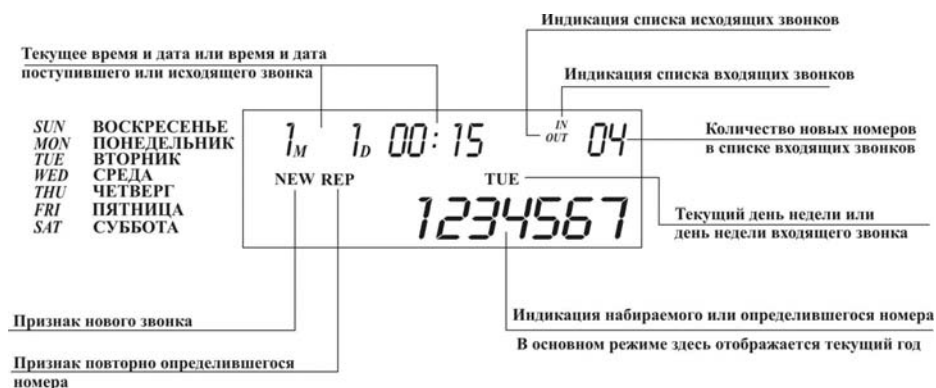 Индикация списка исходящих звонков
Текущее время и дата или время и дата
поступившего или исходящего звонка
Индикация списка входящих звонков
SUN ВОСКРЕСЕНЬЕ
MON ПОНЕДЕЛЬНИК
TUE ВТОРНИК
WED СРЕДА
THU ЧЕТВЕРГ
FRI ПЯТНИЦА
SAT СУББОТА
1M 1D 00:15 IN OUT 04
NEW REP TUE
1234567
Количество новых номеров
в списке входящих звонков
Текущий день недели или
день недели входящего звонка
Признак нового звонка
Признак повторно определившегося
номера
Индикация набираемого или определившегося номера
В основном режиме здесь отображается текущий год